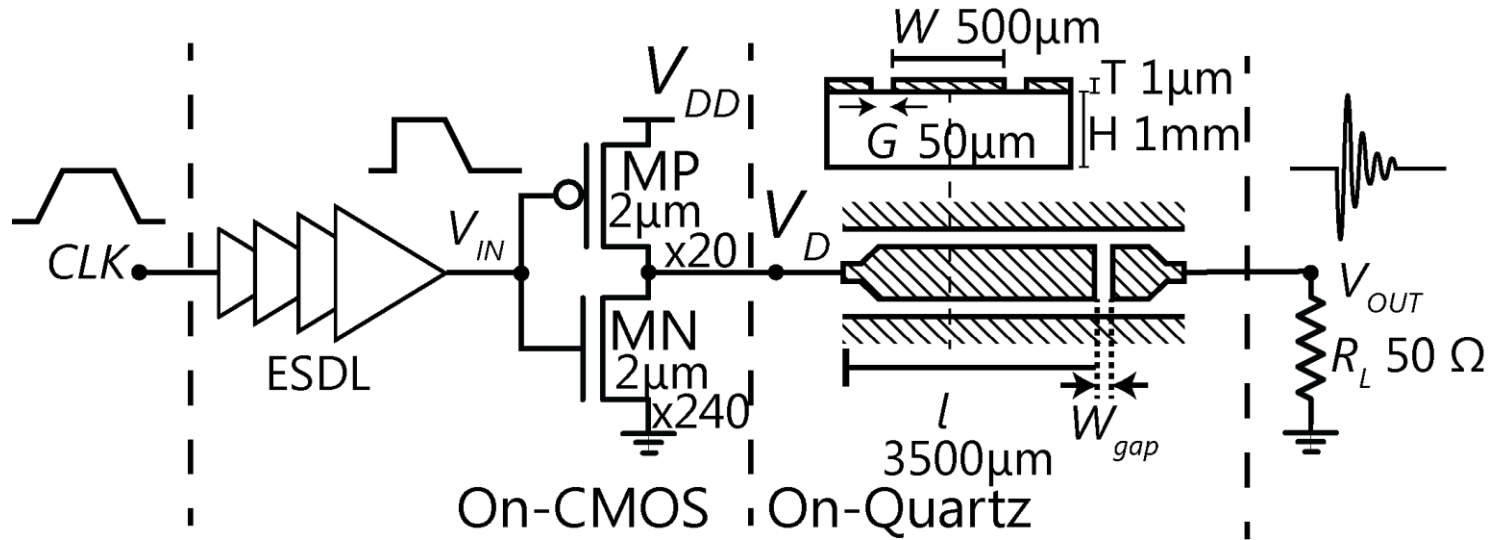 W 500μm
T 1μm
H 1mm
G 50μm
V_DD
MP
2μm
x20
V_IN
V_D
CLK
V_OUT
MN
2μm
x240
ESDL
R_L 50 Ω
l
3500μm
W_gap
On-CMOS
On-Quartz